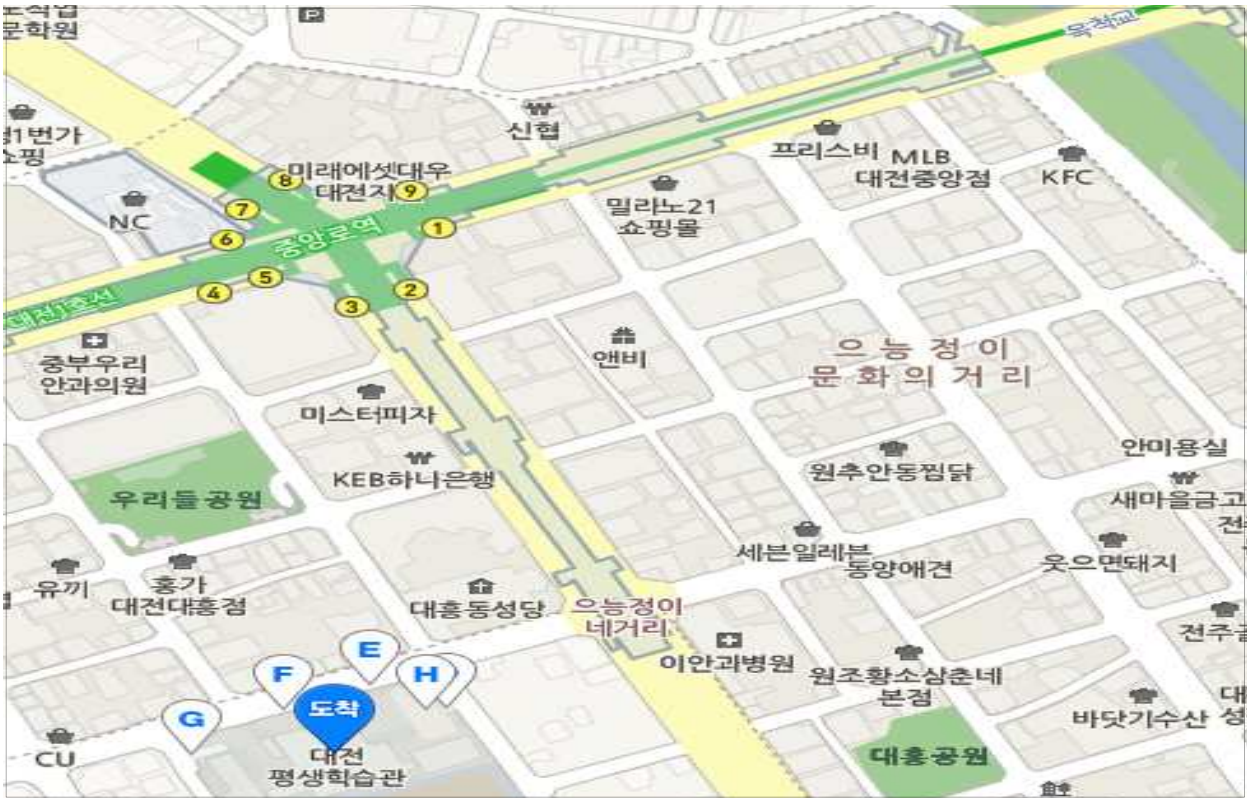 문학원
P
목척교
1번가
쇼핑
신협
프리스비
MLB
대전중앙점
KFC
미래에셋대우
대전지
8
9
7
NC
밀라노21
쇼핑몰
6
1
중앙로역
5
4
2
3
대전1호선
중부우리
안과의원
앤비
으능정이
문화의거리
미스터피자
안미용실
KEB하나은행
원추안동찜닭
새마을금고
전
우리들공원
세븐일레븐
동양애견
웃으면돼지
유끼
홍가
대전대흥점
대흥동성당
으능정이
네거리
전주골
이안과병원
원조황소삼춘네
본점
E
F
H
G
도착
바닷기수산
대
성
CU
대전
평생학습관
대흥공원